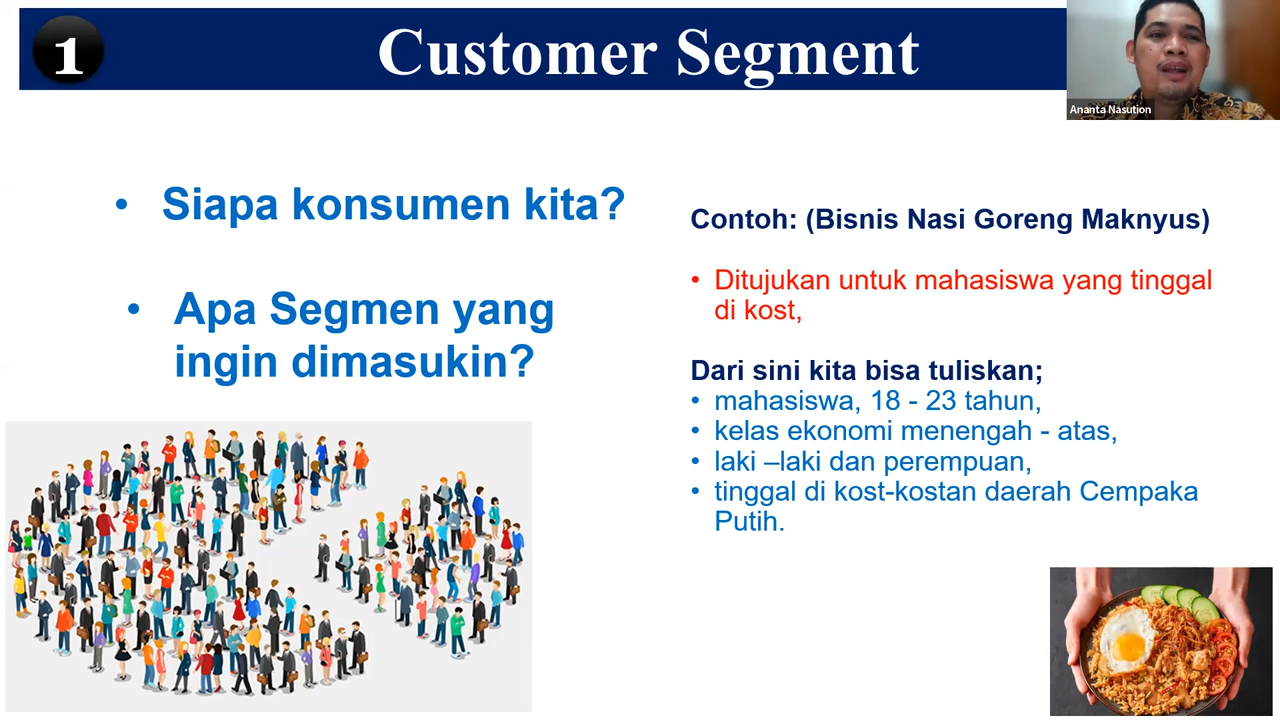 1
Customer Segment
Ananta Nasution
• Siapa konsumen kita?
• Apa Segmen yang
ingin dimasukin?
Contoh: (Bisnis Nasi Goreng Maknyus)
• Ditujukan untuk mahasiswa yang tinggal
di kost,
Dari sini kita bisa tuliskan;
• mahasiswa, 18 - 23 tahun,
• kelas ekonomi menengah - atas,
• laki –laki dan perempuan,
• tinggal di kost-kostan daerah Cempaka
Putih.